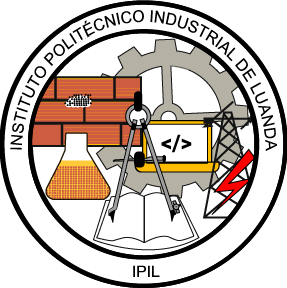 INSTITUTO POLITÉCNICO INDUSTRIAL DE LUANDA
</>
IPIL